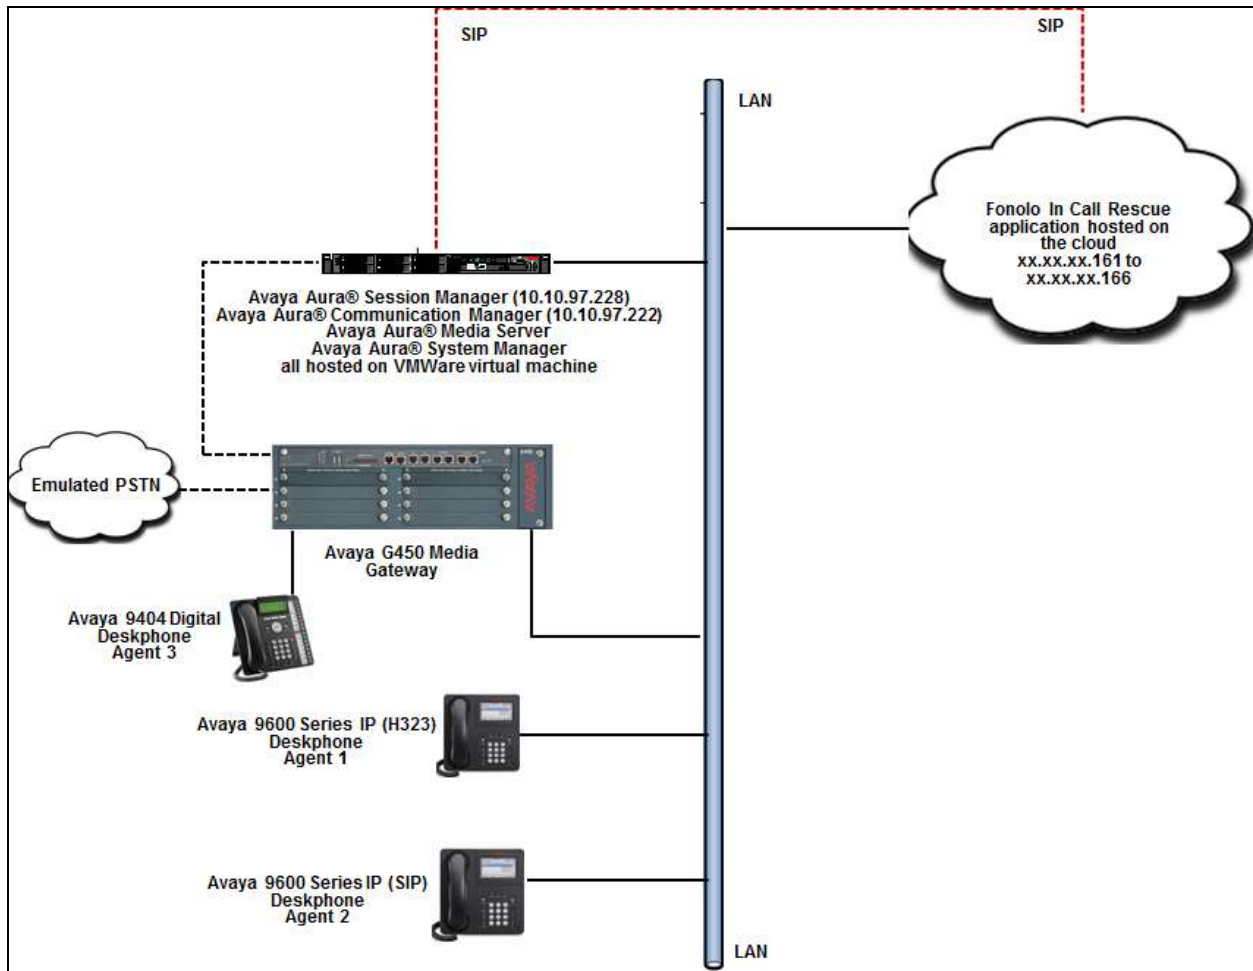 SIP
SIP
LAN
Fonolo In Call Rescue
application hosted on
the cloud
xx.xx.xx.161 to
xx.xx.xx.166
Avaya Aura® Session Manager (10.10.97.228)
Avaya Aura® Communication Manager (10.10.97.222)
Avaya Aura® Media Server
Avaya Aura® System Manager
all hosted on VMWare virtual machine
Emulated PSTN
AVAYA
Avaya G450 Media
Gateway
Avaya 9404 Digital
Deskphone
Agent 3
Avaya 9600 Series IP (H323)
Deskphone
Agent 1
Avaya 9600 Series IP (SIP)
Deskphone
Agent 2
LAN